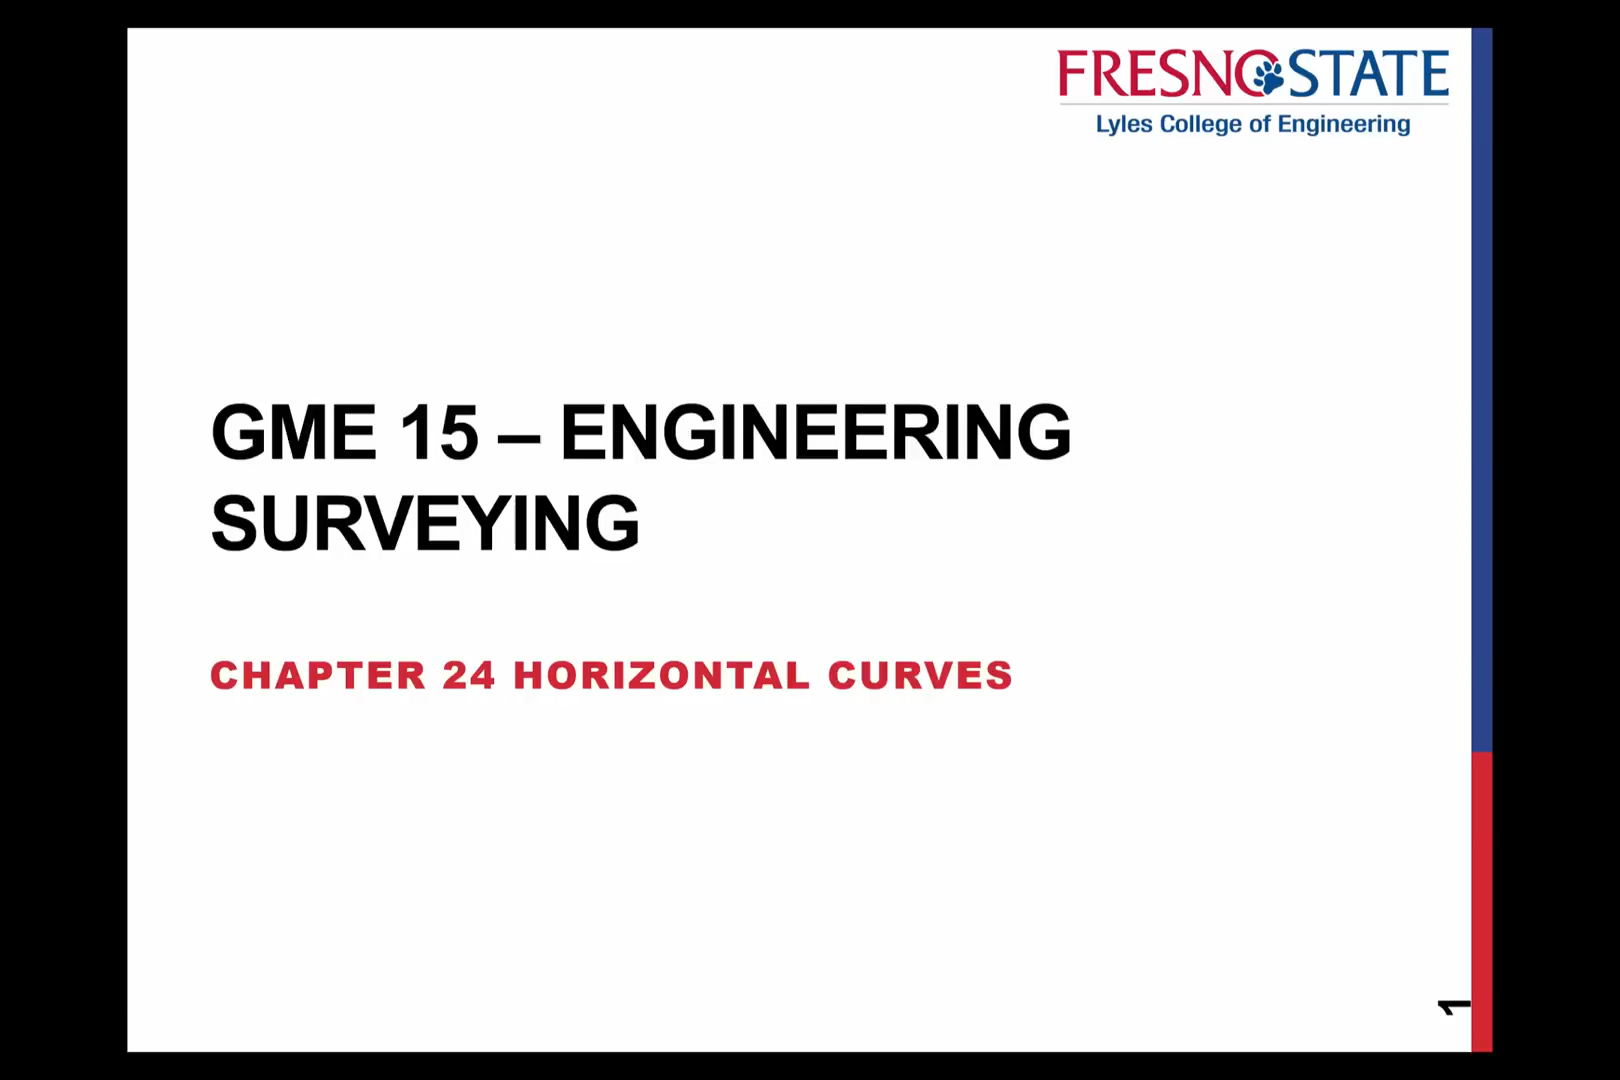 FRESNO STATE
Lyles College of Engineering
GME 15 – ENGINEERING
SURVEYING
CHAPTER 24 HORIZONTAL CURVES
1